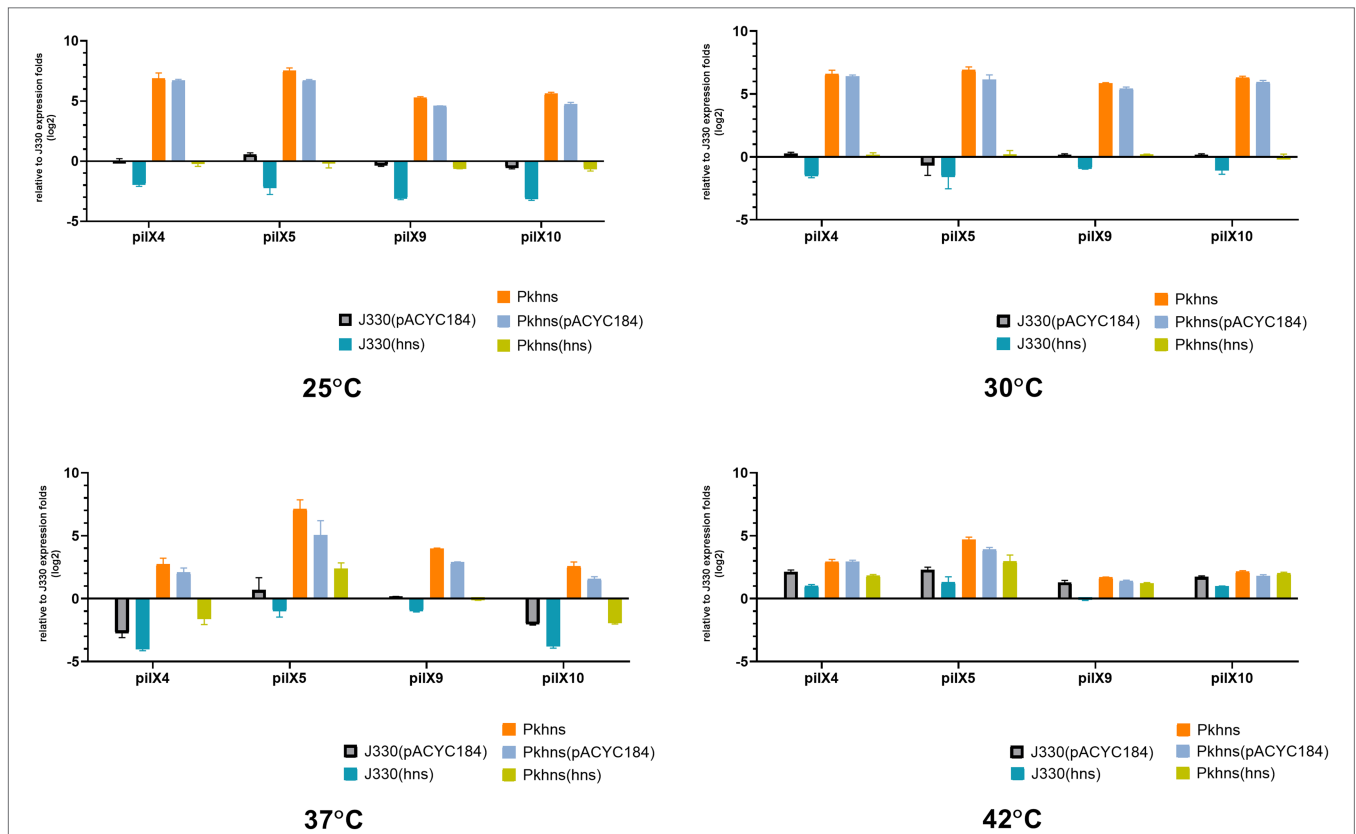 relative to J330 expression folds
(log2)
10
5
0
-5
pilX4 pilX5 pilX9 pilX10
J330(pACYC184)
J330(hns)
Pkhns
Pkhns(pACYC184)
Pkhns(hns)
25°C
relative to J330 expression folds
(log2)
10
5
0
-5
pilX4 pilX5 pilX9 pilX10
J330(pACYC184)
J330(hns)
Pkhns
Pkhns(pACYC184)
Pkhns(hns)
30°C
relative to J330 expression folds
(log2)
10
5
0
-5
pilX4 pilX5 pilX9 pilX10
J330(pACYC184)
J330(hns)
Pkhns
Pkhns(pACYC184)
Pkhns(hns)
37°C
relative to J330 expression folds
(log2)
10
5
0
-5
pilX4 pilX5 pilX9 pilX10
J330(pACYC184)
J330(hns)
Pkhns
Pkhns(pACYC184)
Pkhns(hns)
42°C